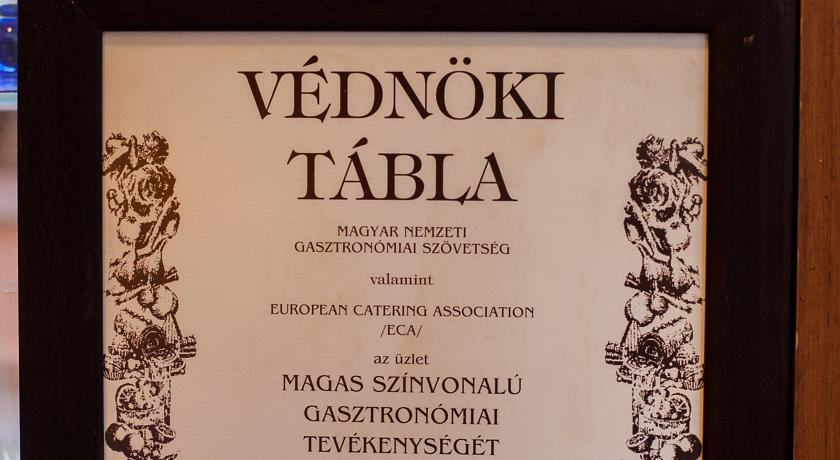 VÉDNÖKI
TÁBLA
MAGYAR NEMZETI
GASZTRONÓMIAI SZÖVETSÉG
valamint
EUROPEAN CATERING ASSOCIATION
/ECA/
az üzlet
MAGAS SZÍNVONALÚ
GASZTRONÓMIAI
TEVÉKENYSÉGÉT